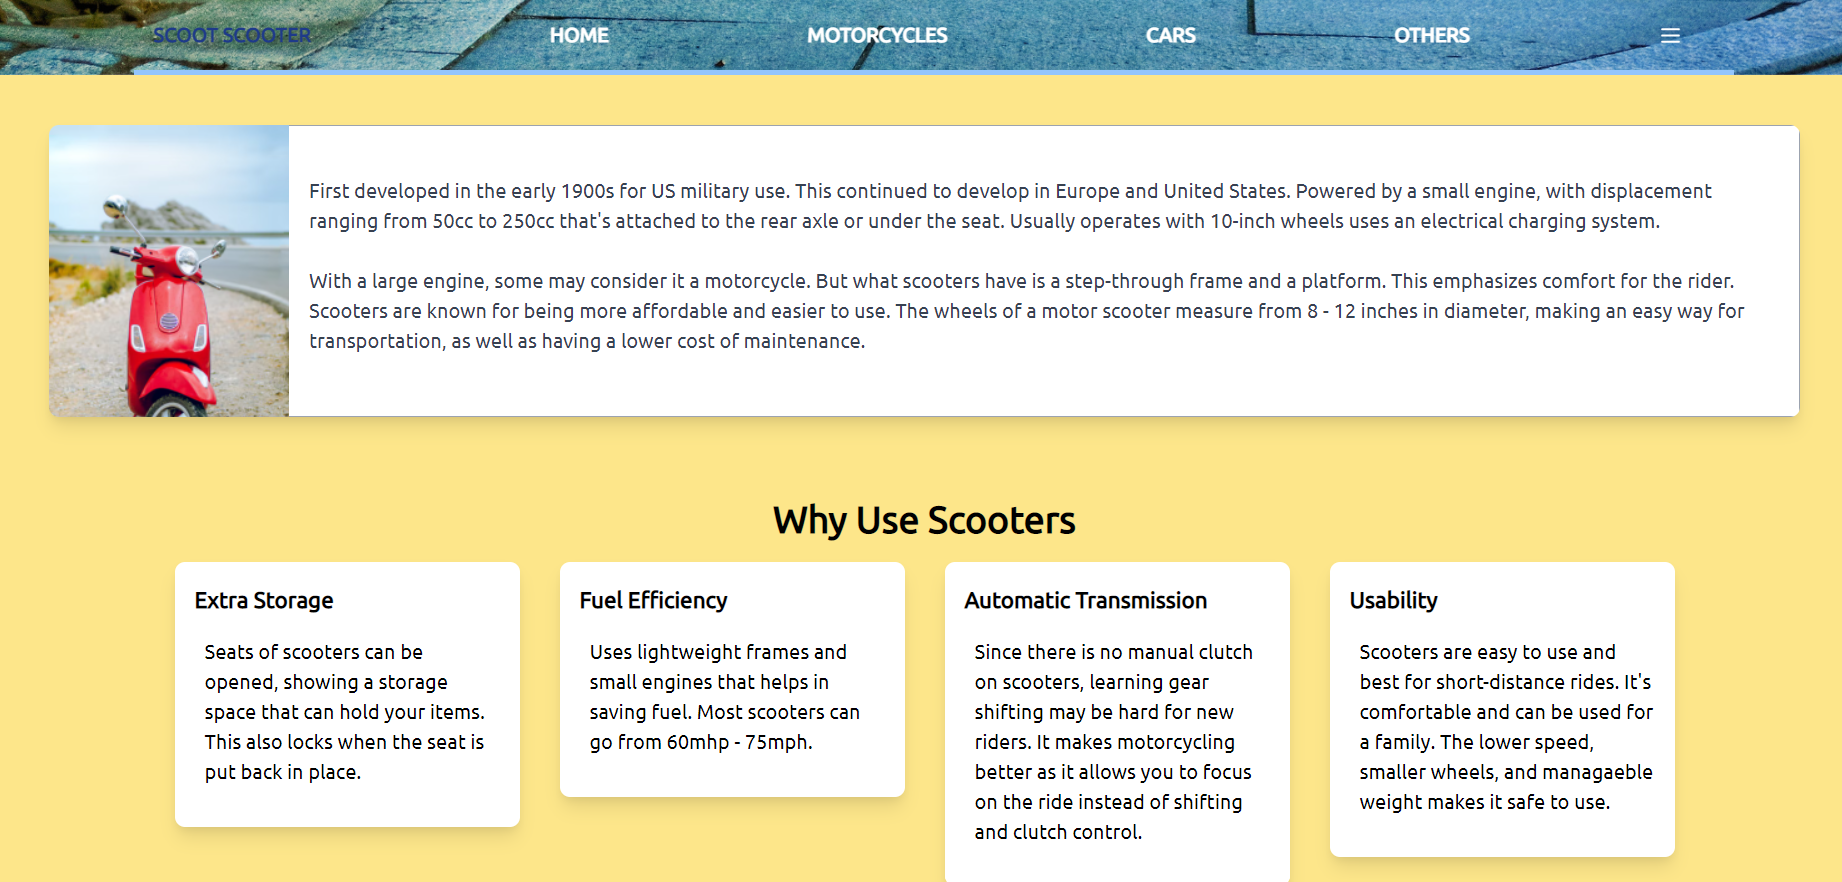 SCOOT SCOOTER HOME MOTORCYCLES CARS OTHERS
First developed in the early 1900s for US military use. This continued to develop in Europe and United States. Powered by a small engine, with displacement
ranging from 50cc to 250cc that's attached to the rear axle or under the seat. Usually operates with 10-inch wheels uses an electrical charging system.
With a large engine, some may consider it a motorcycle. But what scooters have is a step-through frame and a platform. This emphasizes comfort for the rider.
Scooters are known for being more affordable and easier to use. The wheels of a motor scooter measure from 8 - 12 inches in diameter, making an easy way for
transportation, as well as having a lower cost of maintenance.
Why Use Scooters
Extra Storage
Seats of scooters can be
opened, showing a storage
space that can hold your items.
This also locks when the seat is
put back in place.
Fuel Efficiency
Uses lightweight frames and
small engines that helps in
saving fuel. Most scooters can
go from 60mhp - 75mph.
Automatic Transmission
Since there is no manual clutch
on scooters, learning gear
shifting may be hard for new
riders. It makes motorcycling
better as it allows you to focus
on the ride instead of shifting
and clutch control.
Usability
Scooters are easy to use and
best for short-distance rides. It's
comfortable and can be used for
a family. The lower speed,
smaller wheels, and managaeble
weight makes it safe to use.